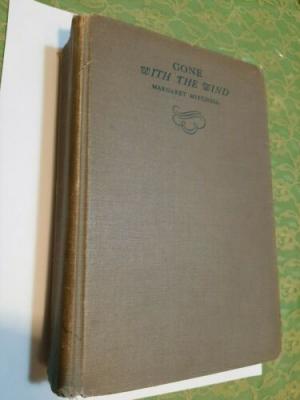 GONE
WITH THE WIND
MARGARET MITCHELL